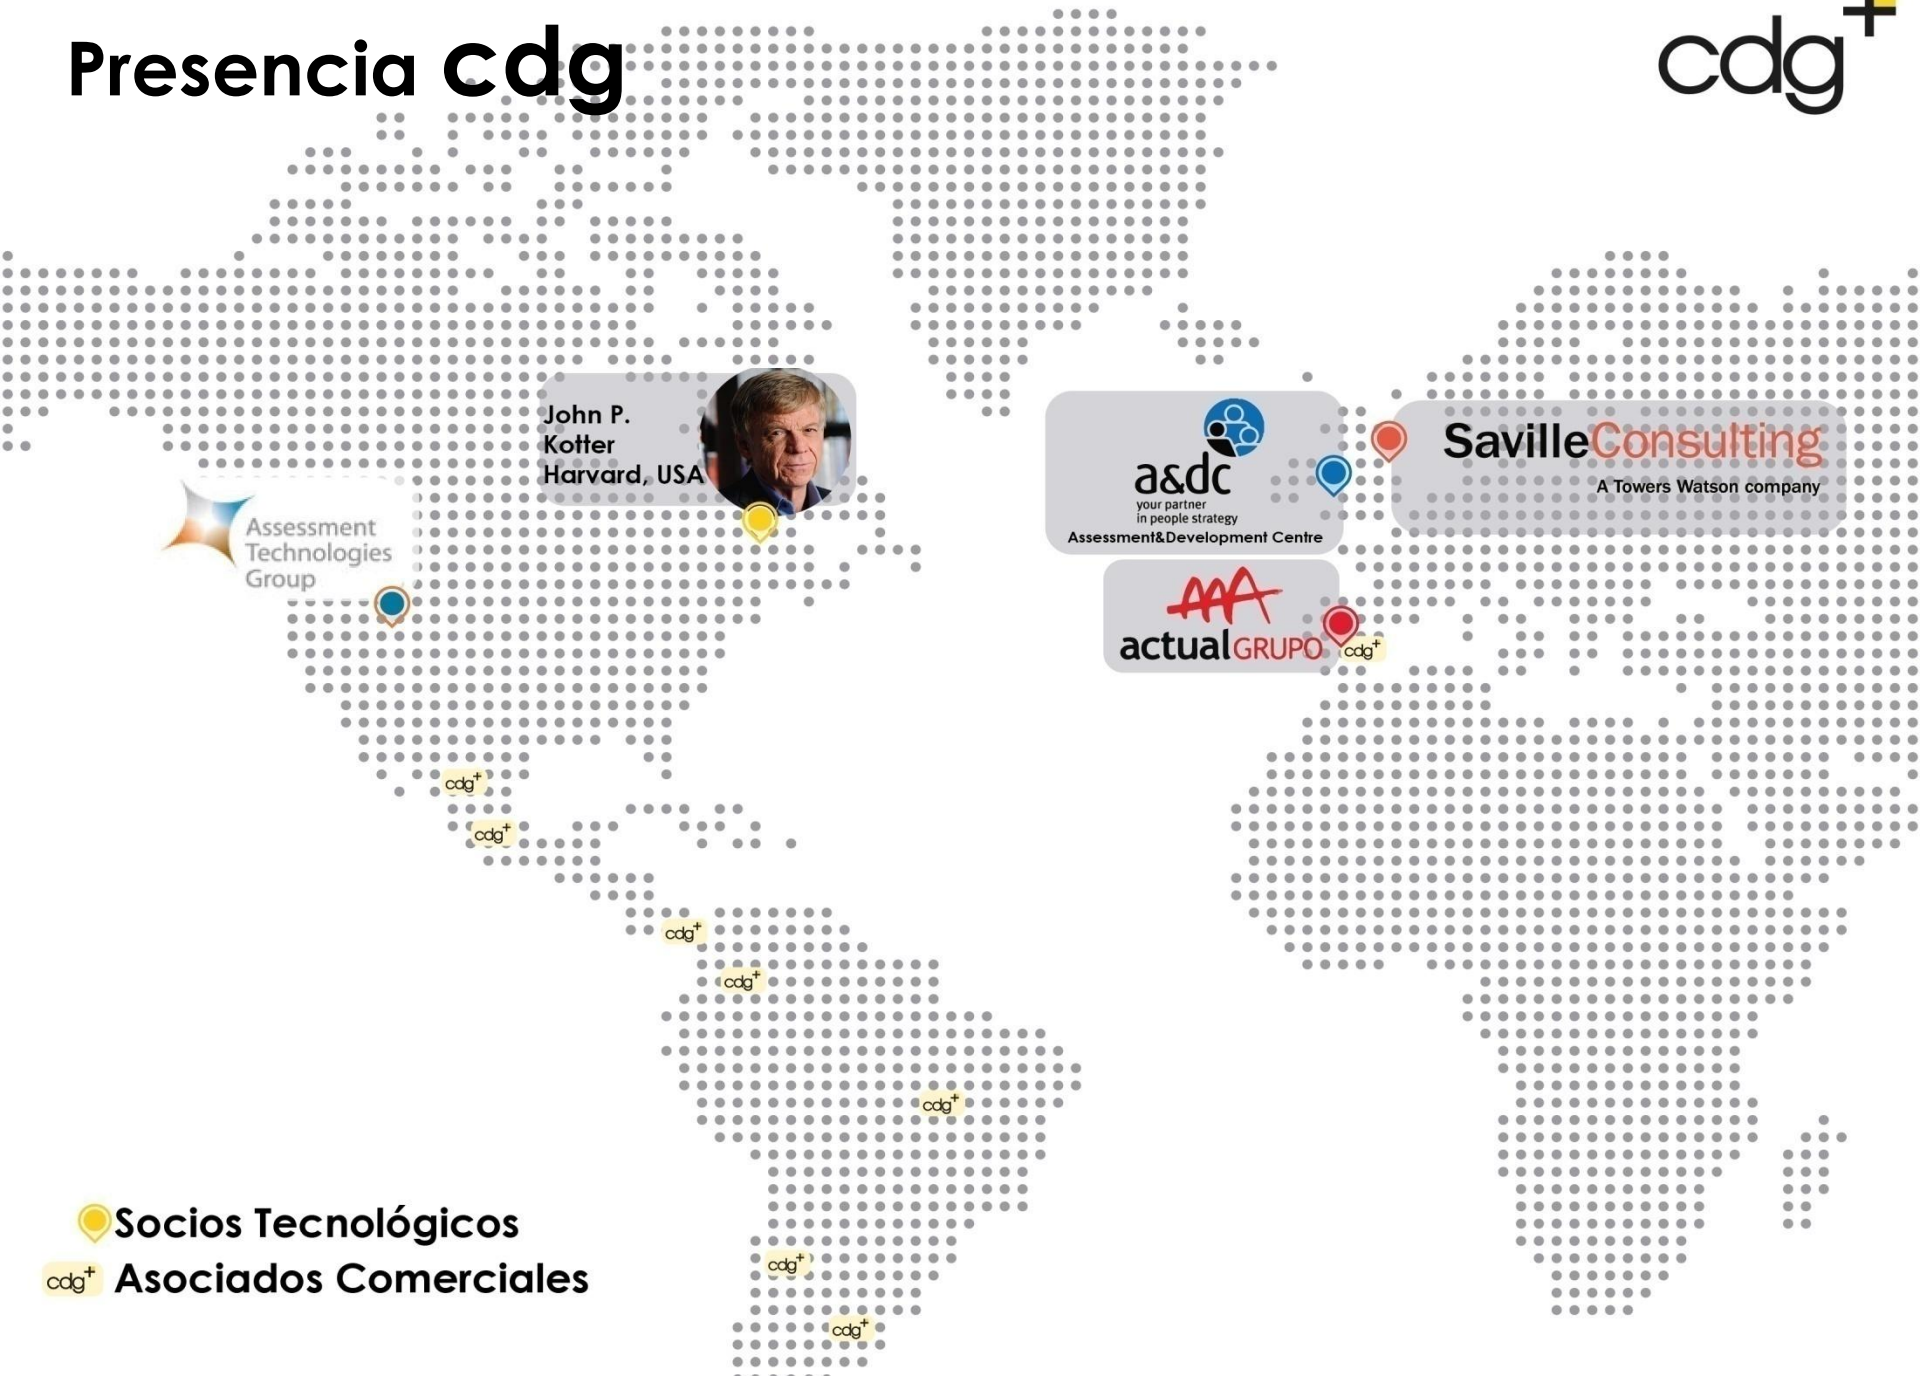 Presencia cdg
cdg+
John P.
Kotter
Harvard, USA
a&dc
your partner
in people strategy
Assessment&Development Centre
SavilleConsulting
A Towers Watson company
Assessment
Technologies
Group
actualGRUPO
cdg+
cdg+
cdg+
cdg+
cdg+
cdg+
cdg+
cdg+
Socios Tecnológicos
cdg+ Asociados Comerciales